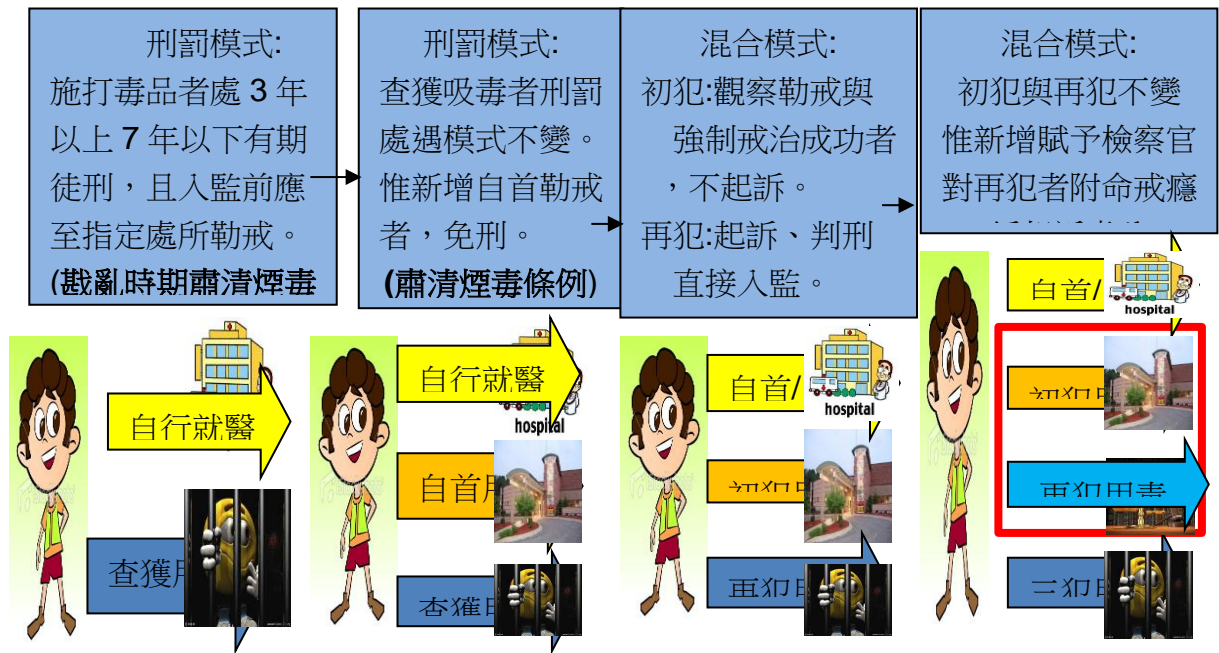 刑罰模式:
施打毒品者處 3 年
以上 7 年以下有期
徒刑，且入監前應
至指定處所勒戒。
(戡亂時期肅清煙毒
刑罰模式:
查獲吸毒者刑罰
處遇模式不變。
惟新增自首勒戒
者，免刑。
(肅清煙毒條例)
混合模式:
初犯:觀察勒戒與
強制戒治成功者
，不起訴。
再犯:起訴、判刑
直接入監。
混合模式:
初犯與再犯不變
惟新增賦予檢察官
對再犯者附命戒癮
自行就醫
查獲
自行就醫
hospital
自首
查獲
自首/
hospital
初犯
再犯
自首/
hospital
初犯
再犯用毒
三犯